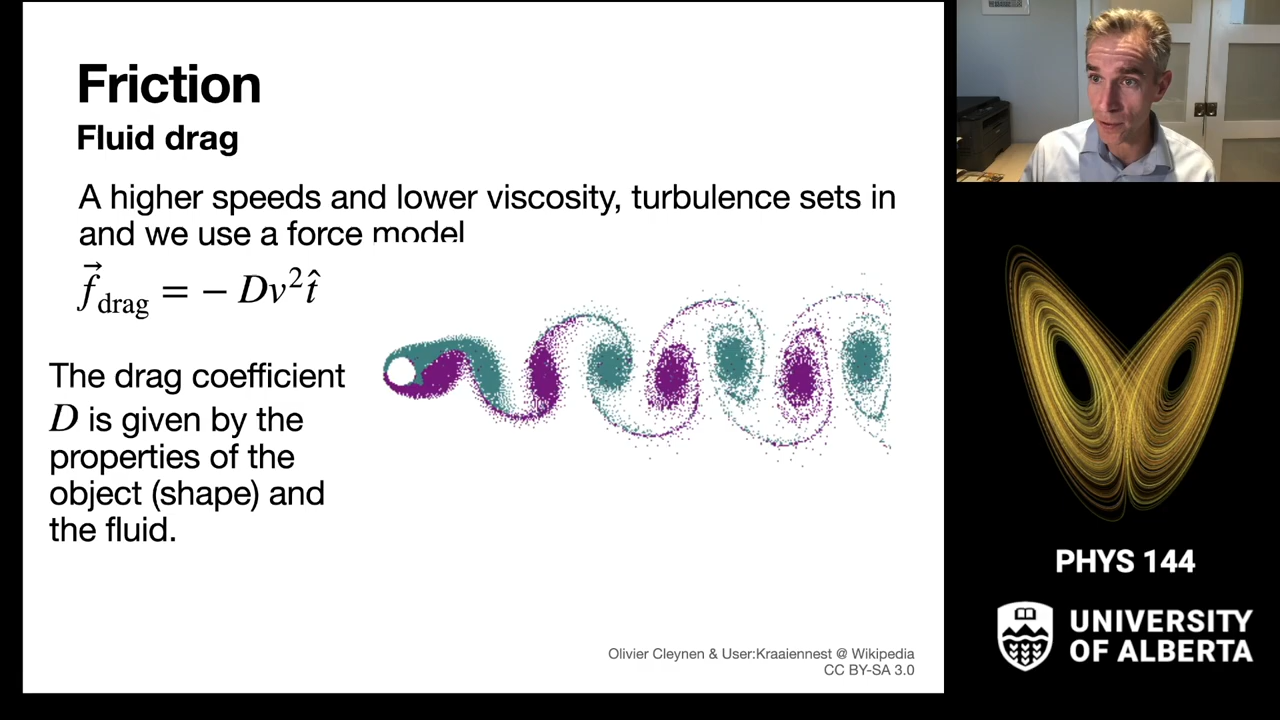 Friction
Fluid drag
A higher speeds and lower viscosity, turbulence sets in
and we use a force model
f⃗drag = − Dv² t̂
The drag coefficient
D is given by the
properties of the
object (shape) and
the fluid.
Olivier Cleynen & User:Kraaiennest @ Wikipedia
CC BY-SA 3.0
PHYS 144
UNIVERSITY
OF ALBERTA